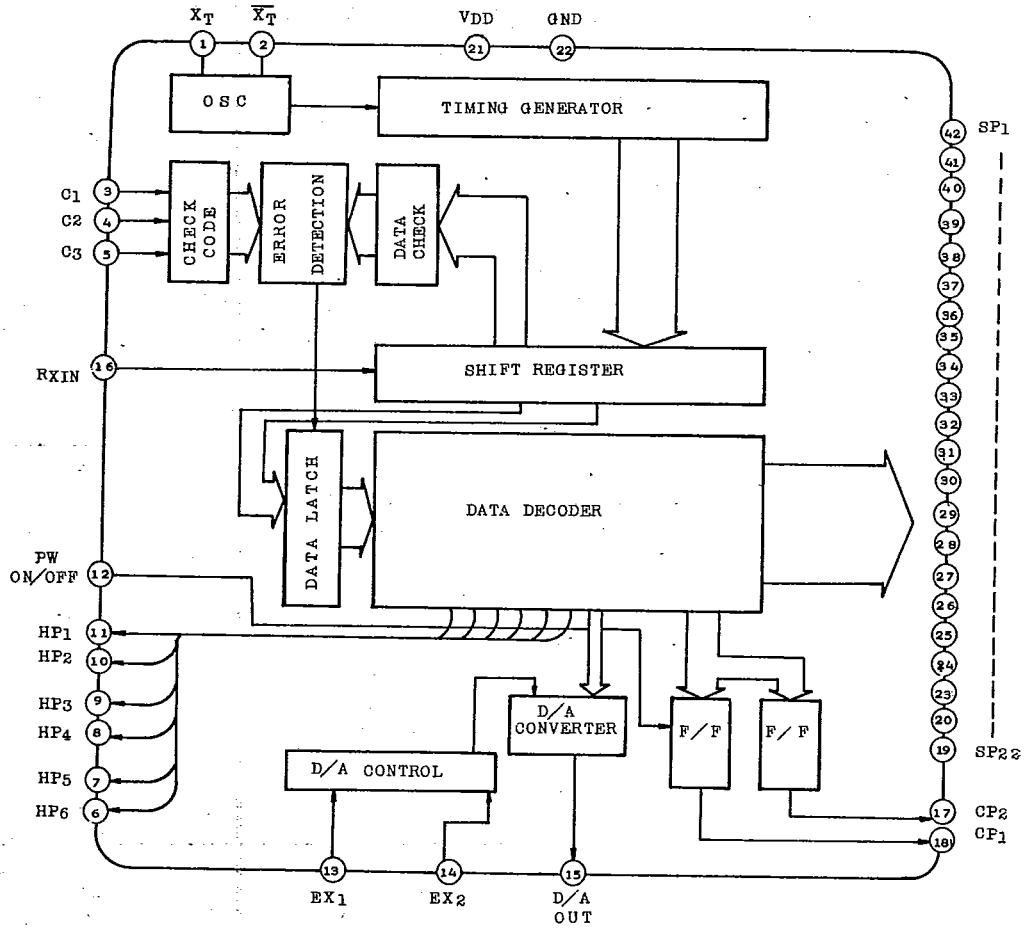 XT XT VDD GND
1 2 21 22
OSC
TIMING GENERATOR
42 SP1
41
40
39
38
37
36
35
34
33
32
31
30
29
28
27
26
25
24
23
20
19 SP22
C1 3
C2 4
C3 5
CHECK CODE
ERROR DETECTION
DATA CHECK
RXIN 16
SHIFT REGISTER
DATA LATCH
DATA DECODER
PW
ON/OFF 12
HP1 11
HP2 10
HP3 9
HP4 8
HP5 7
HP6 6
D/A
CONVERTER
F/F F/F
D/A CONTROL
17 CP2
18 CP1
13 14 15
EX1 EX2 D/A
OUT